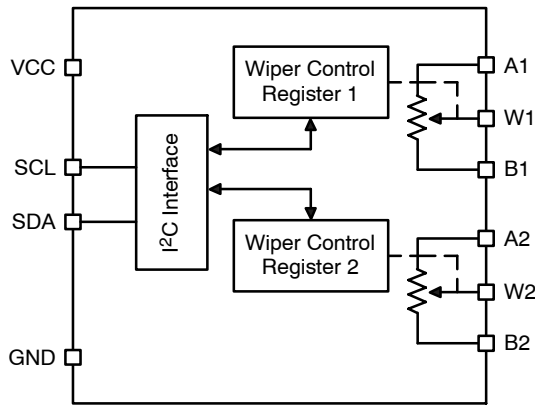 VCC
SCL
SDA
GND
I²C Interface
Wiper Control
Register 1
Wiper Control
Register 2
A1
W1
B1
A2
W2
B2